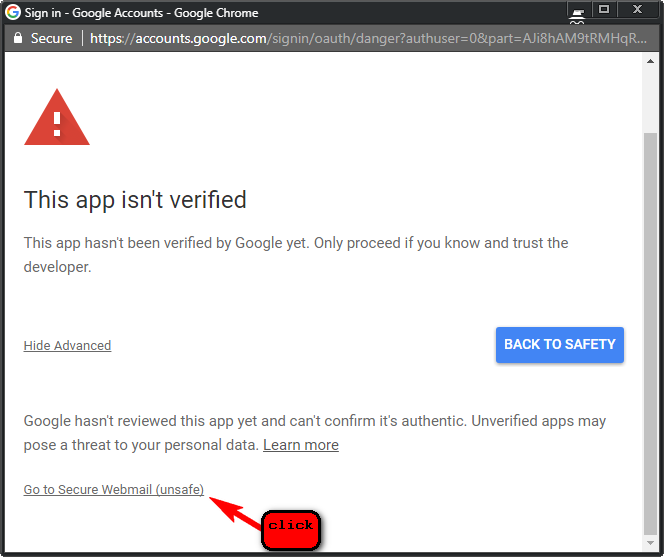 Sign in - Google Accounts - Google Chrome
Secure | https://accounts.google.com/signin/oauth/danger?authuser=0&part=AJi8hAM9tRMHqR...
This app isn't verified
This app hasn't been verified by Google yet. Only proceed if you know and trust the
developer.
Hide Advanced
BACK TO SAFETY
Google hasn't reviewed this app yet and can't confirm it's authentic. Unverified apps may
pose a threat to your personal data. Learn more
Go to Secure Webmail (unsafe)
click